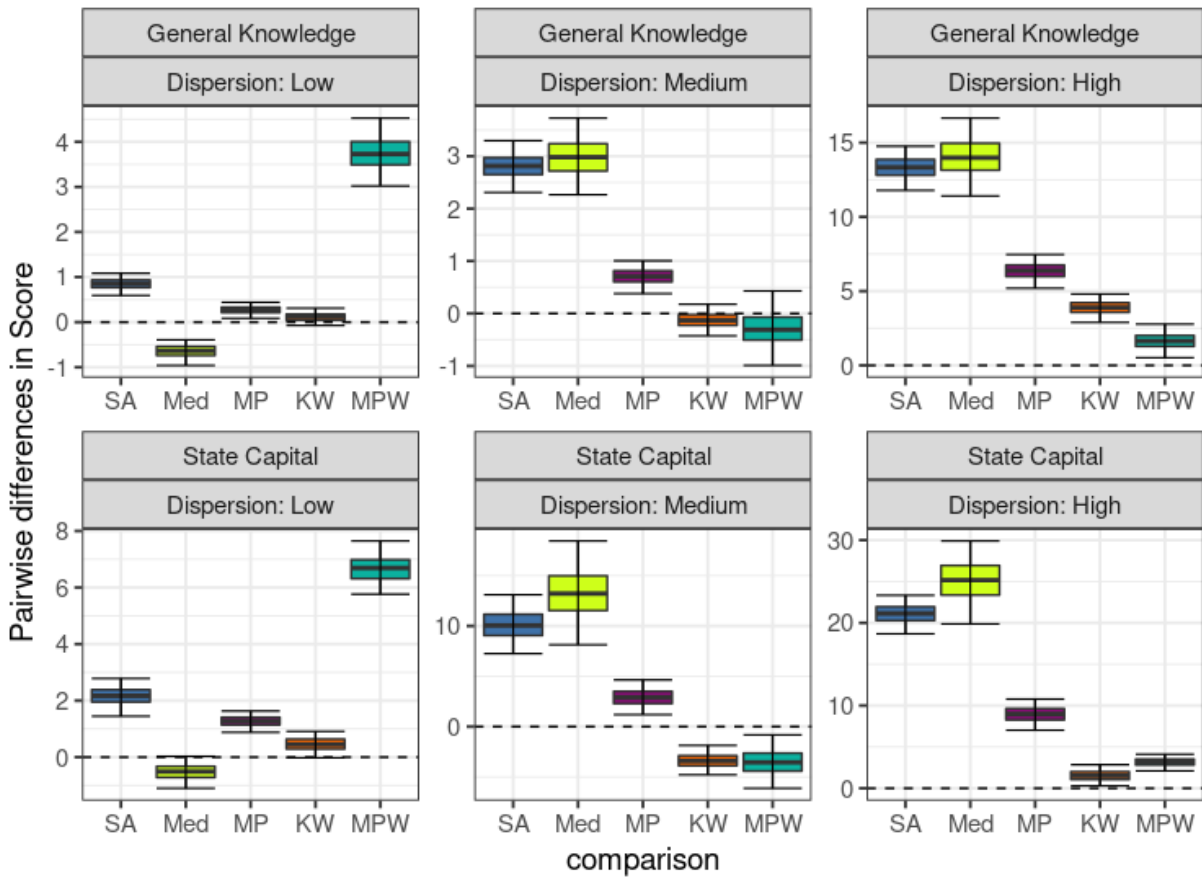 General Knowledge
General Knowledge
General Knowledge
Dispersion: Low
Dispersion: Medium
Dispersion: High
4
3
2
1
0
-1
3
2
1
0
-1
15
10
5
0
SA Med MP KW MPW
SA Med MP KW MPW
SA Med MP KW MPW
State Capital
State Capital
State Capital
Dispersion: Low
Dispersion: Medium
Dispersion: High
8
6
4
2
0
10
0
30
20
10
0
SA Med MP KW MPW
SA Med MP KW MPW
SA Med MP KW MPW
Pairwise differences in Score
comparison